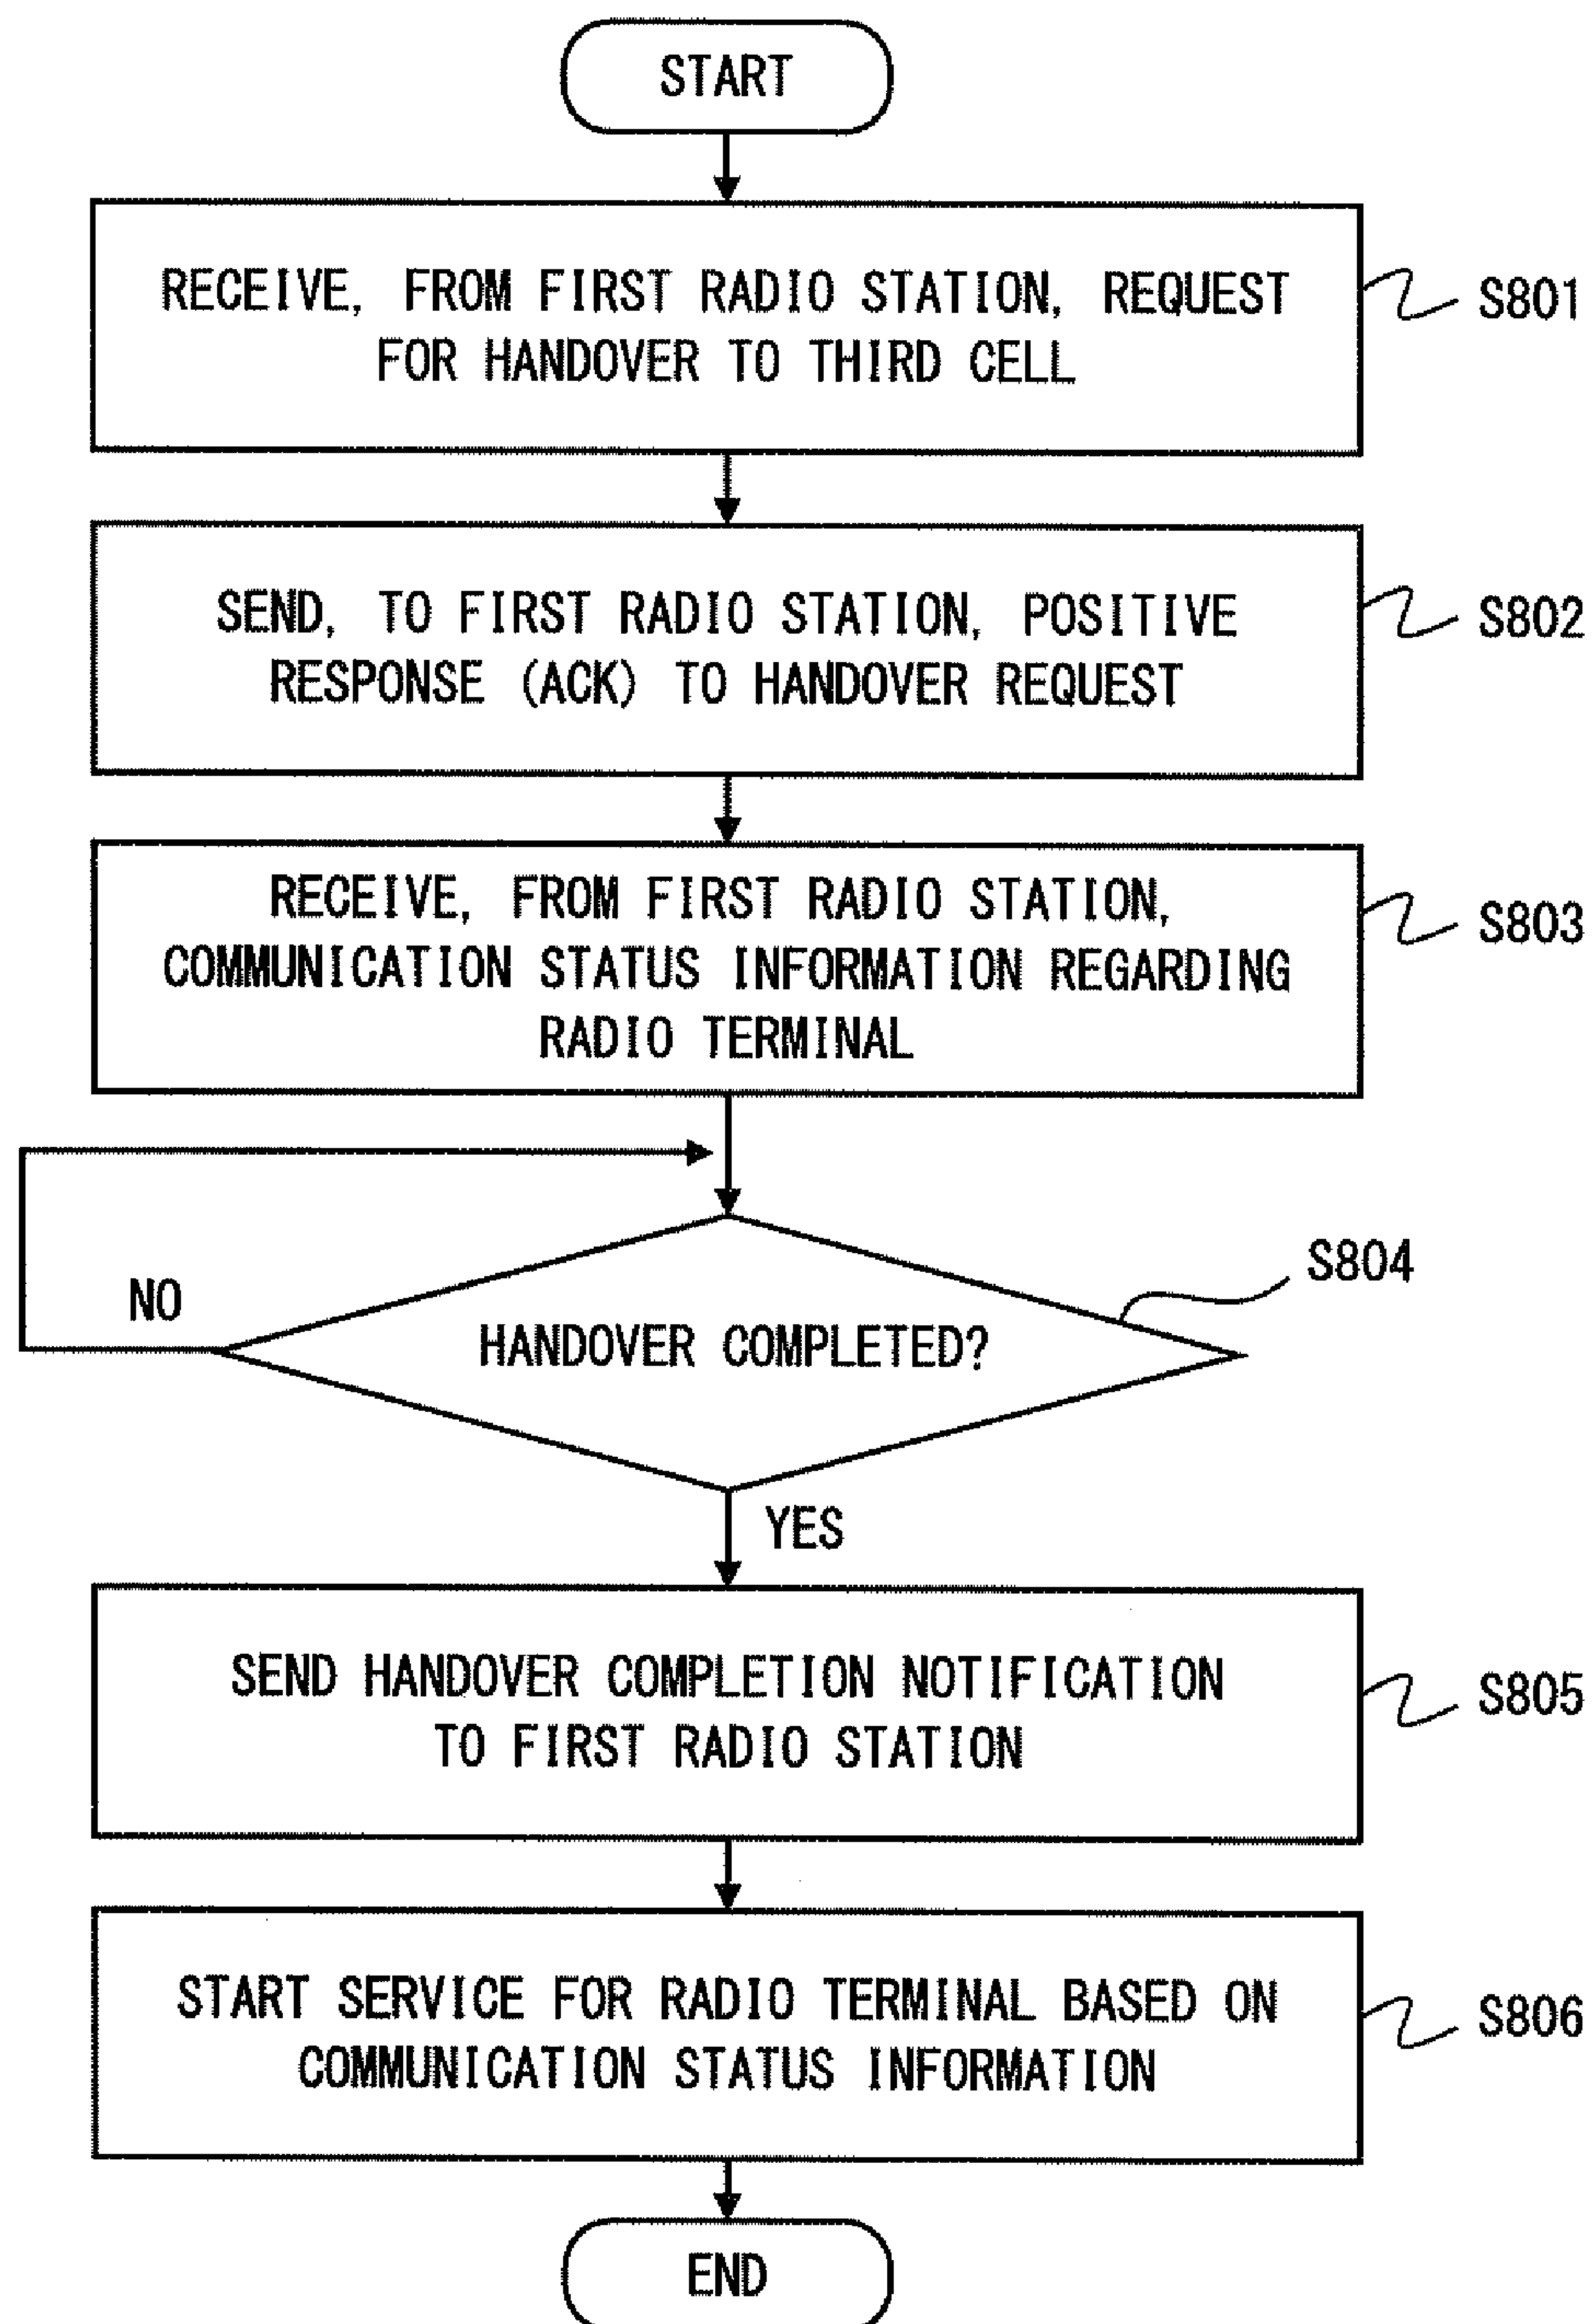 START
RECEIVE, FROM FIRST RADIO STATION, REQUEST
FOR HANDOVER TO THIRD CELL
S801
SEND, TO FIRST RADIO STATION, POSITIVE
RESPONSE (ACK) TO HANDOVER REQUEST
S802
RECEIVE, FROM FIRST RADIO STATION,
COMMUNICATION STATUS INFORMATION REGARDING
RADIO TERMINAL
S803
S804
NO
HANDOVER COMPLETED?
YES
SEND HANDOVER COMPLETION NOTIFICATION
TO FIRST RADIO STATION
S805
START SERVICE FOR RADIO TERMINAL BASED ON
COMMUNICATION STATUS INFORMATION
S806
END